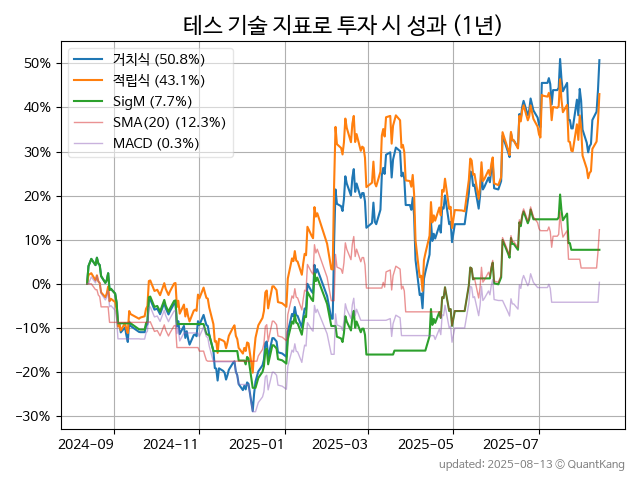 테스 기술 지표로 투자 시 성과 (1년)
거치식 (50.8%)
적립식 (43.1%)
SigM (7.7%)
SMA(20) (12.3%)
MACD (0.3%)
50%
40%
30%
20%
10%
0%
−10%
−20%
−30%
2024-09 2024-11 2025-01 2025-03 2025-05 2025-07
updated: 2025-08-13 © QuantKang